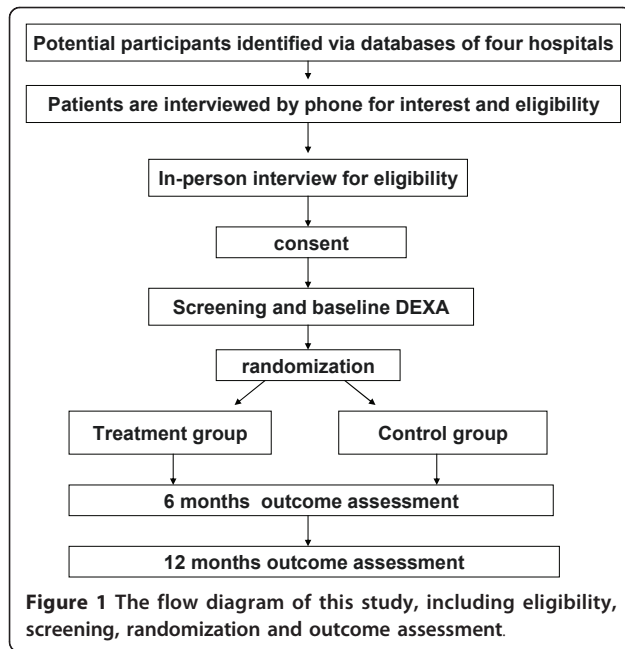 Potential participants identified via databases of four hospitals
Patients are interviewed by phone for interest and eligibility
In-person interview for eligibility
consent
Screening and baseline DEXA
randomization
Treatment group
Control group
6 months outcome assessment
12 months outcome assessment
Figure 1 The flow diagram of this study, including eligibility,
screening, randomization and outcome assessment.